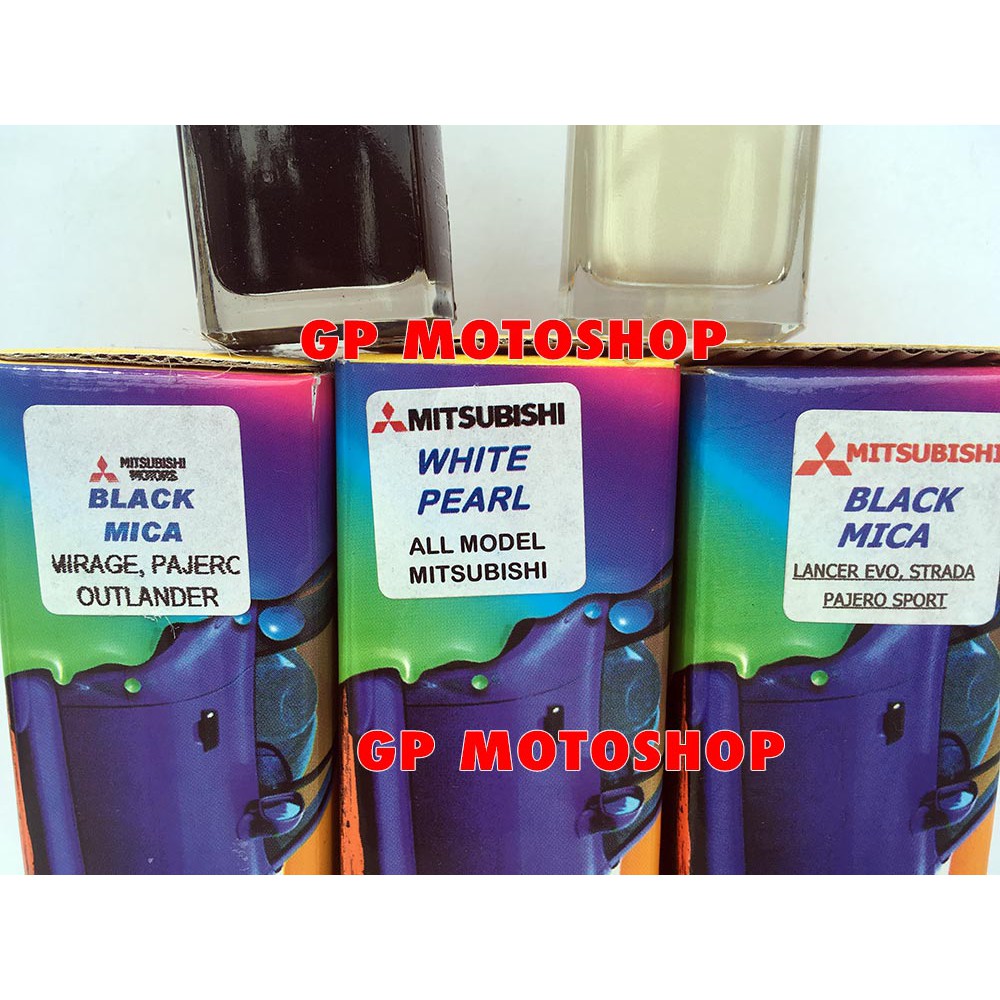 GP MOTOSHOP
MITSUBISHI
MOTORS
BLACK
MICA
MIRAGE, PAJERC
OUTLANDER
MITSUBISHI
WHITE
PEARL
ALL MODEL
MITSUBISHI
MITSUBISHI
BLACK
MICA
LANCER EVO, STRADA
PAJERO SPORT
GP MOTOSHOP